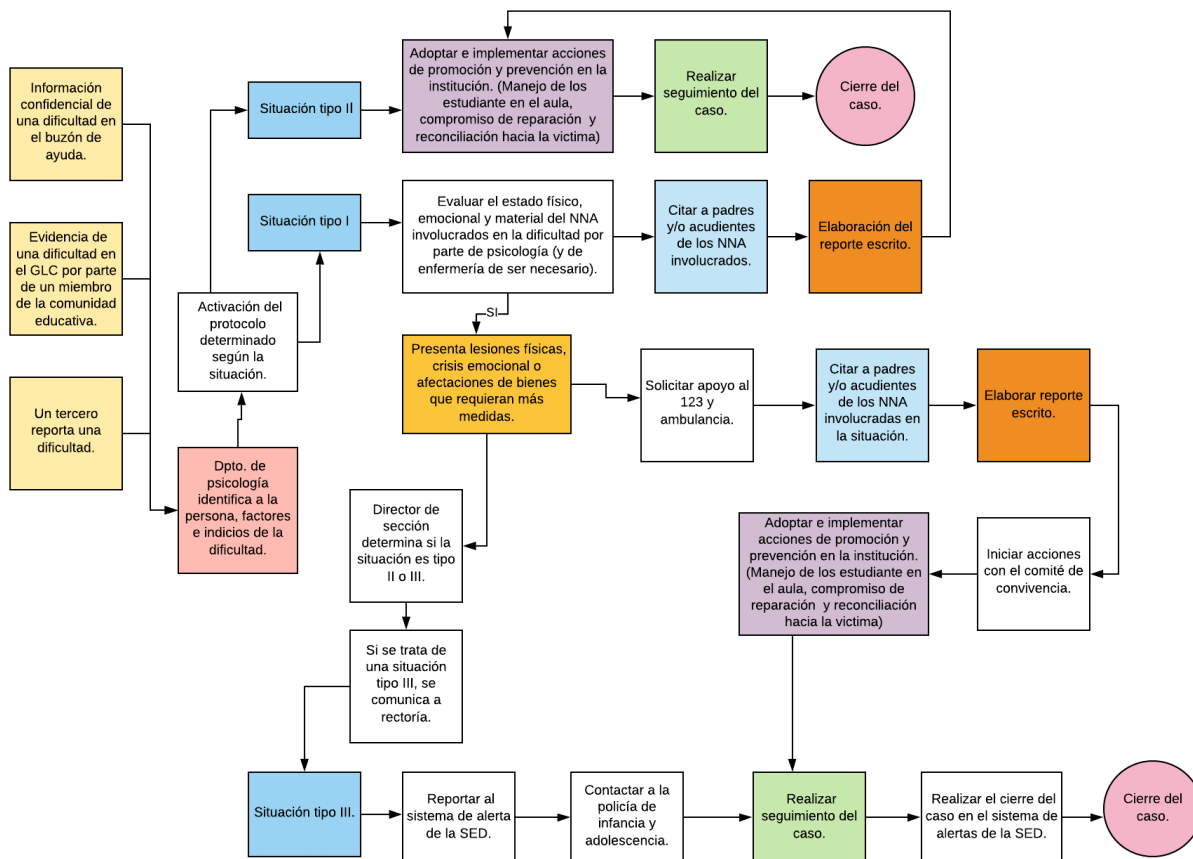 Información
confidencial de
una dificultad en
el buzón de
ayuda.
Evidencia de
una dificultad en
el GLC por parte
de un miembro
de la comunidad
educativa.
Un tercero
reporta una
dificultad.
Dpto. de
psicología
identifica a la
persona, factores
e indicios de la
dificultad.
Activación del
protocolo
determinado
según la
situación.
Situación tipo II
Adoptar e implementar acciones
de promoción y prevención en la
institución. (Manejo de los
estudiante en el aula,
compromiso de reparación y
reconciliación hacia la victima)
Realizar
seguimiento del
caso.
Cierre del
caso.
Situación tipo I
Evaluar el estado físico,
emocional y material del NNA
involucrados en la dificultad por
parte de psicología (y de
enfermería de ser necesario).
Citar a padres
y/o acudientes
de los NNA
involucrados.
Elaboración del
reporte escrito.
SI
Presenta lesiones físicas,
crisis emocional o
afectaciones de bienes
que requieran más
medidas.
Solicitar apoyo al
123 y
ambulancia.
Citar a padres
y/o acudientes
de los NNA
involucradas en
la situación.
Elaborar reporte
escrito.
Director de
sección
determina si la
situación es tipo
II o III.
Adoptar e implementar
acciones de promoción y
prevención en la institución.
(Manejo de los estudiante en
el aula, compromiso de
reparación y reconciliación
hacia la victima)
Iniciar acciones
con el comité de
convivencia.
Si se trata de
una situación
tipo III, se
comunica a
rectoría.
Situación tipo III.
Reportar al
sistema de alerta
de la SED.
Contactar a la
policía de
infancia y
adolescencia.
Realizar
seguimiento del
caso.
Realizar el cierre del
caso en el sistema de
alertas de la SED.
Cierre del
caso.